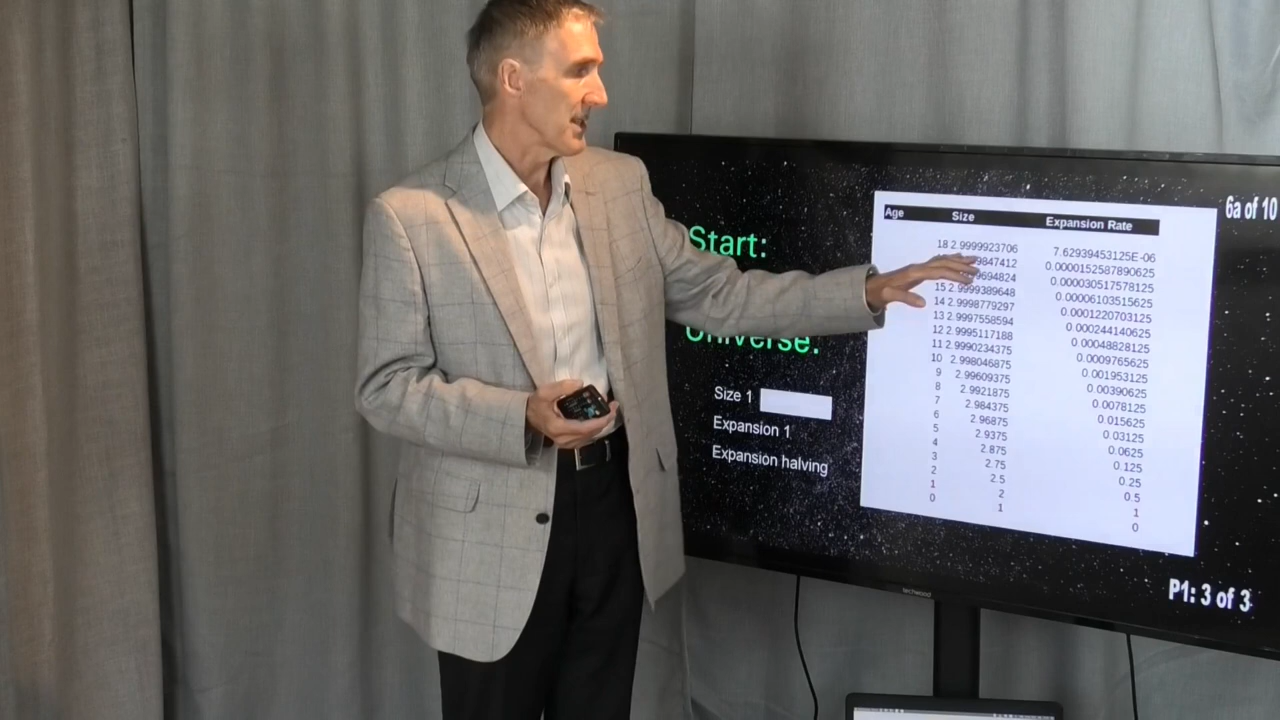 6a of 10
Age Size Expansion Rate
Start:
18 2.9999923706 7.62939453125E-06
9847412 0.0000152587890625
9694824 0.000030517578125
15 2.9999389648 0.00006103515625
14 2.9998779297 0.0001220703125
13 2.9997558594 0.000244140625
12 2.9995117188 0.00048828125
11 2.9990234375 0.0009765625
10 2.998046875 0.001953125
9 2.99609375 0.00390625
8 2.9921875 0.0078125
7 2.984375 0.015625
6 2.96875 0.03125
5 2.9375 0.0625
4 2.875 0.125
3 2.75 0.25
2 2.5 0.5
1 2 1
0 1 0
Universe:
Size 1
Expansion 1
Expansion halving
P1: 3 of 3
techwood